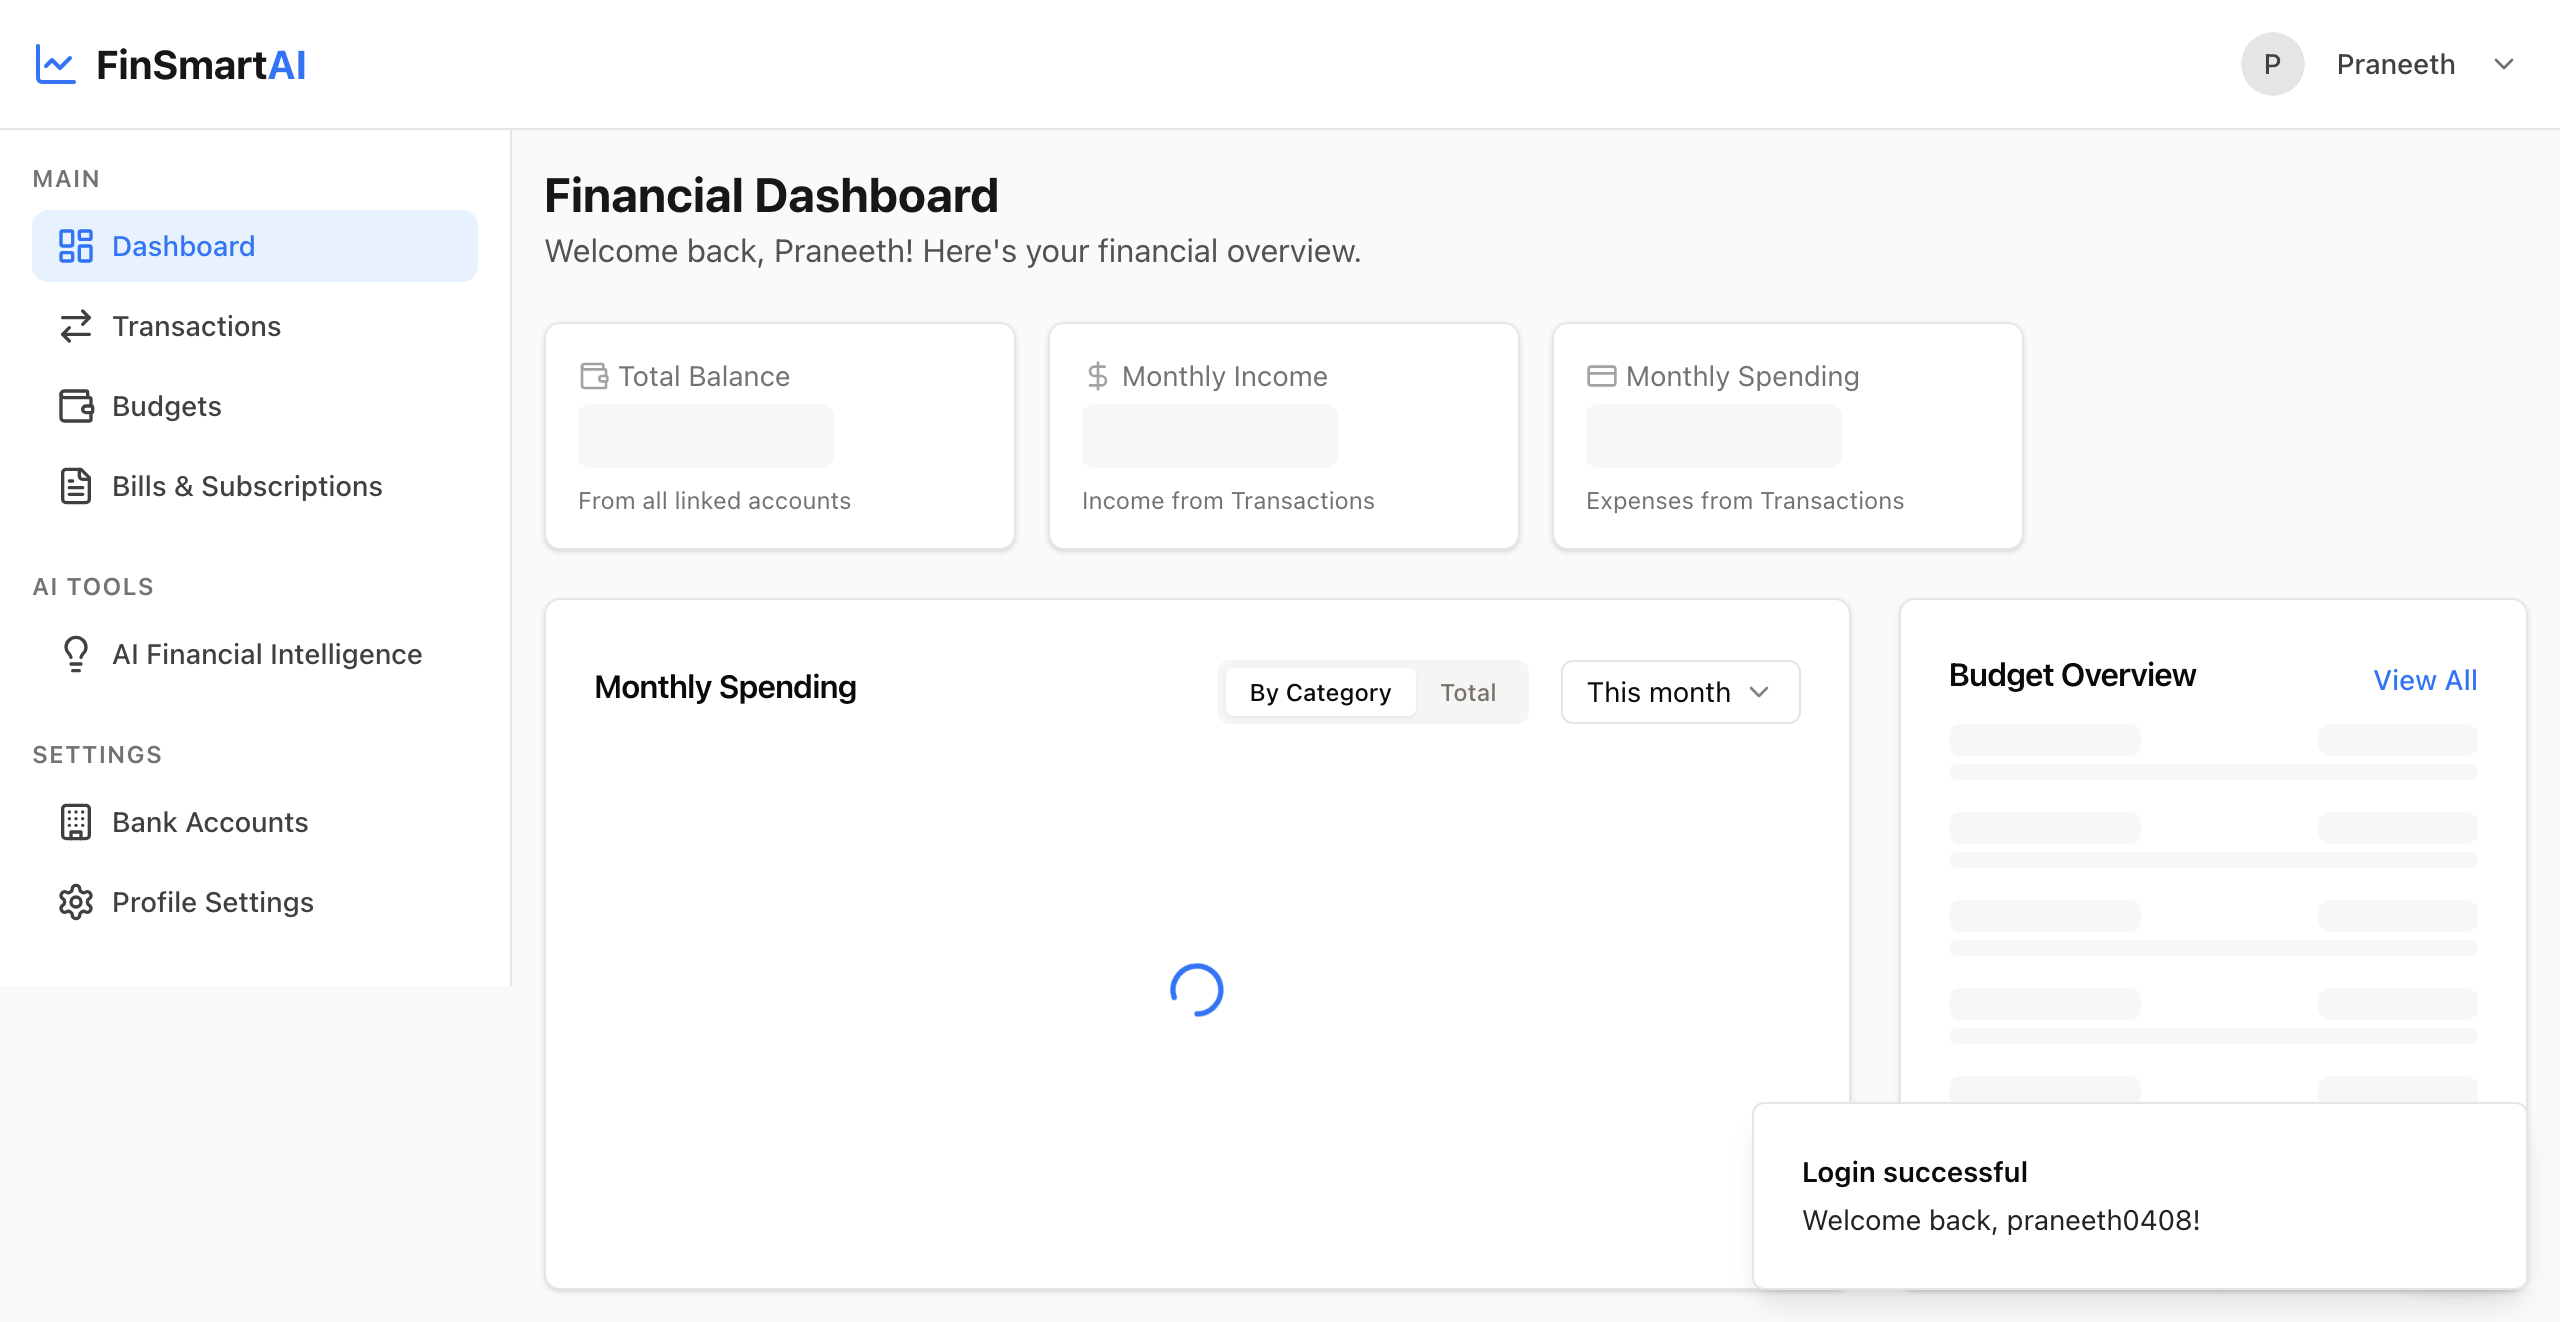 FinSmartAI
P
Praneeth
MAIN
Dashboard
Transactions
Budgets
Bills & Subscriptions
AI TOOLS
AI Financial Intelligence
SETTINGS
Bank Accounts
Profile Settings
Financial Dashboard
Welcome back, Praneeth! Here's your financial overview.
Total Balance
From all linked accounts
$ Monthly Income
Income from Transactions
Monthly Spending
Expenses from Transactions
Monthly Spending
By Category
Total
This month
Budget Overview
View All
Login successful
Welcome back, praneeth0408!